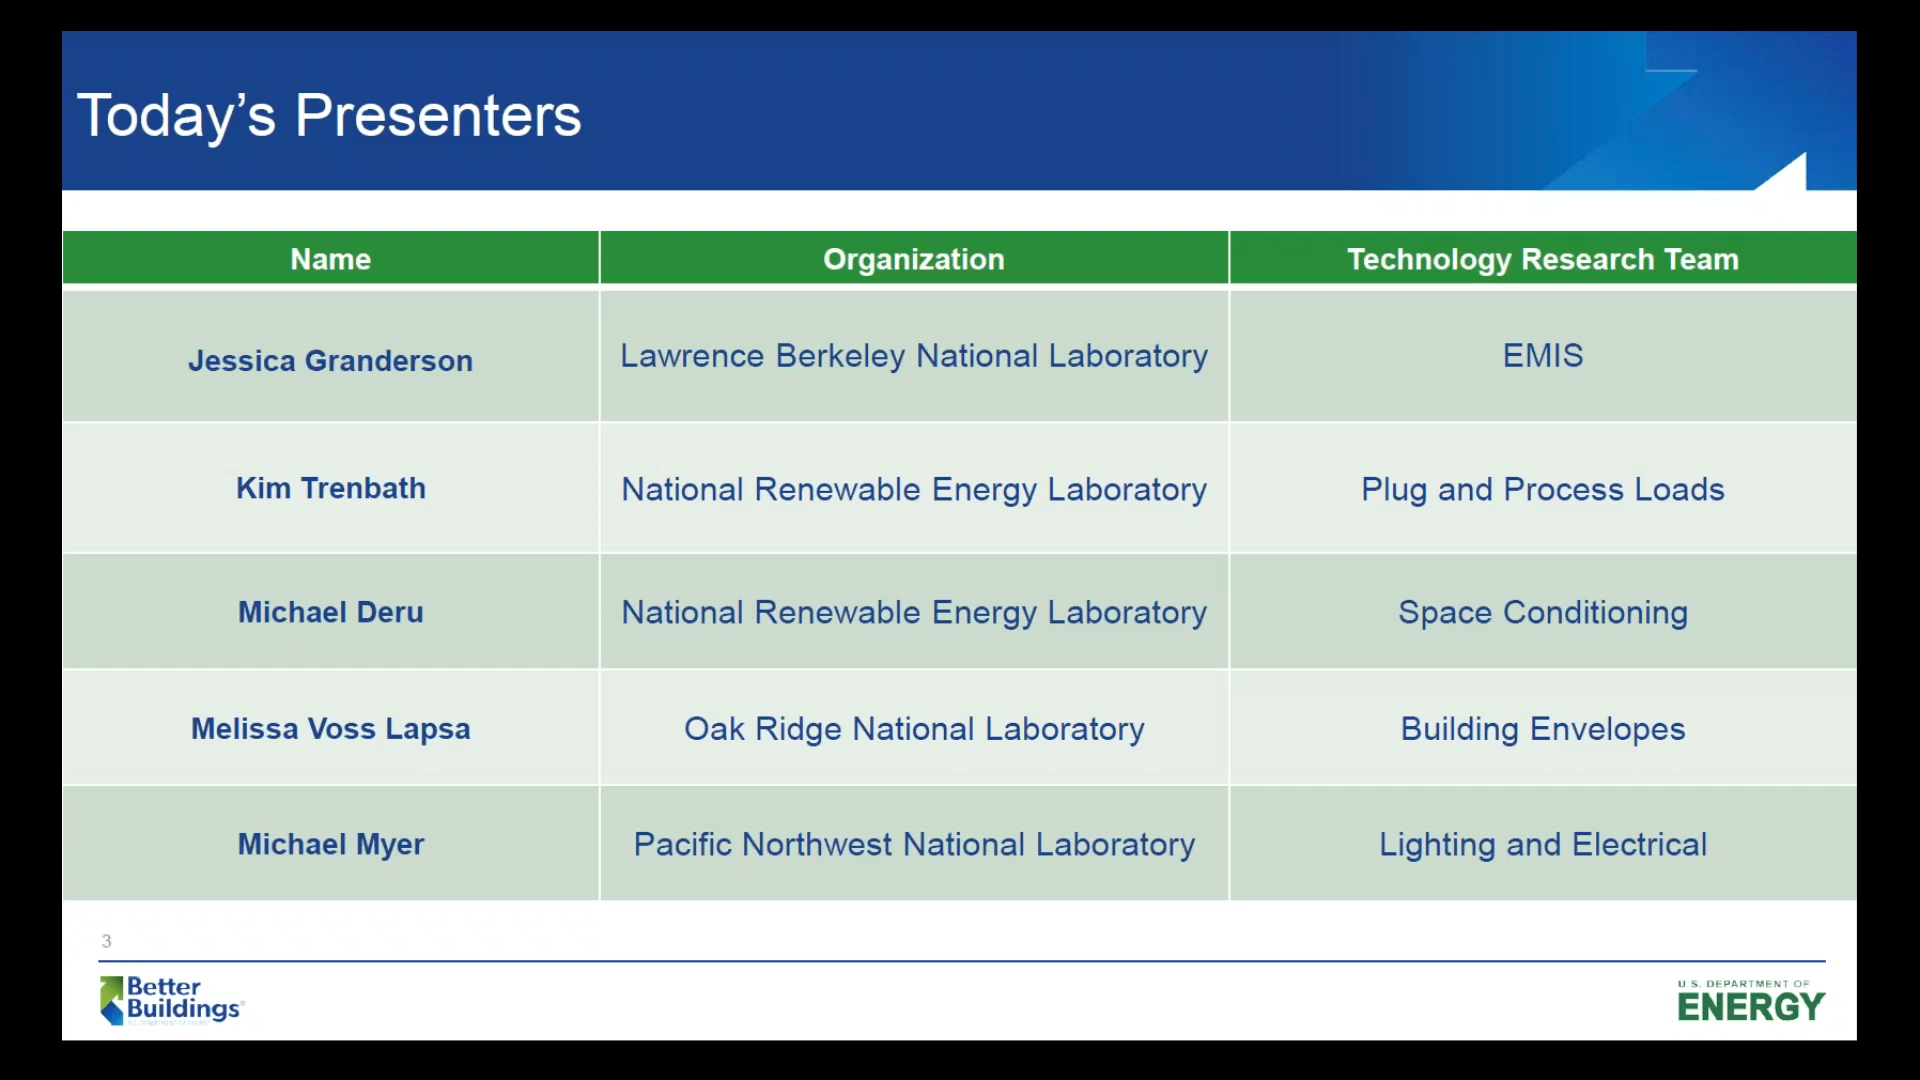 Today’s Presenters
Name Organization Technology Research Team
Jessica Granderson Lawrence Berkeley National Laboratory EMIS
Kim Trenbath National Renewable Energy Laboratory Plug and Process Loads
Michael Deru National Renewable Energy Laboratory Space Conditioning
Melissa Voss Lapsa Oak Ridge National Laboratory Building Envelopes
Michael Myer Pacific Northwest National Laboratory Lighting and Electrical
3
Better
Buildings®
U.S. DEPARTMENT OF
ENERGY